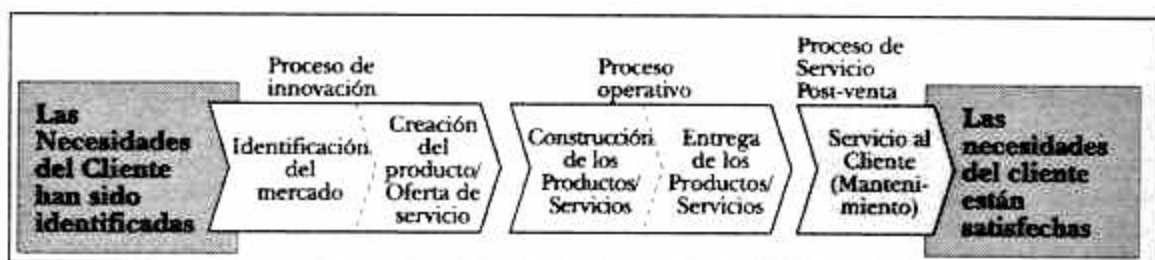 Proceso de
innovación
Proceso
operativo
Proceso de
Servicio
Post-venta
Las
Necesidades
del Cliente
han sido
identificadas
Identificación
del
mercado
Creación
del
producto/
Oferta de
servicio
Construcción
de los
Productos/
Servicios
Entrega
de los
Productos/
Servicios
Servicio al
Cliente
(Manteni-
miento)
Las
necesidades
del cliente
están
satisfechas